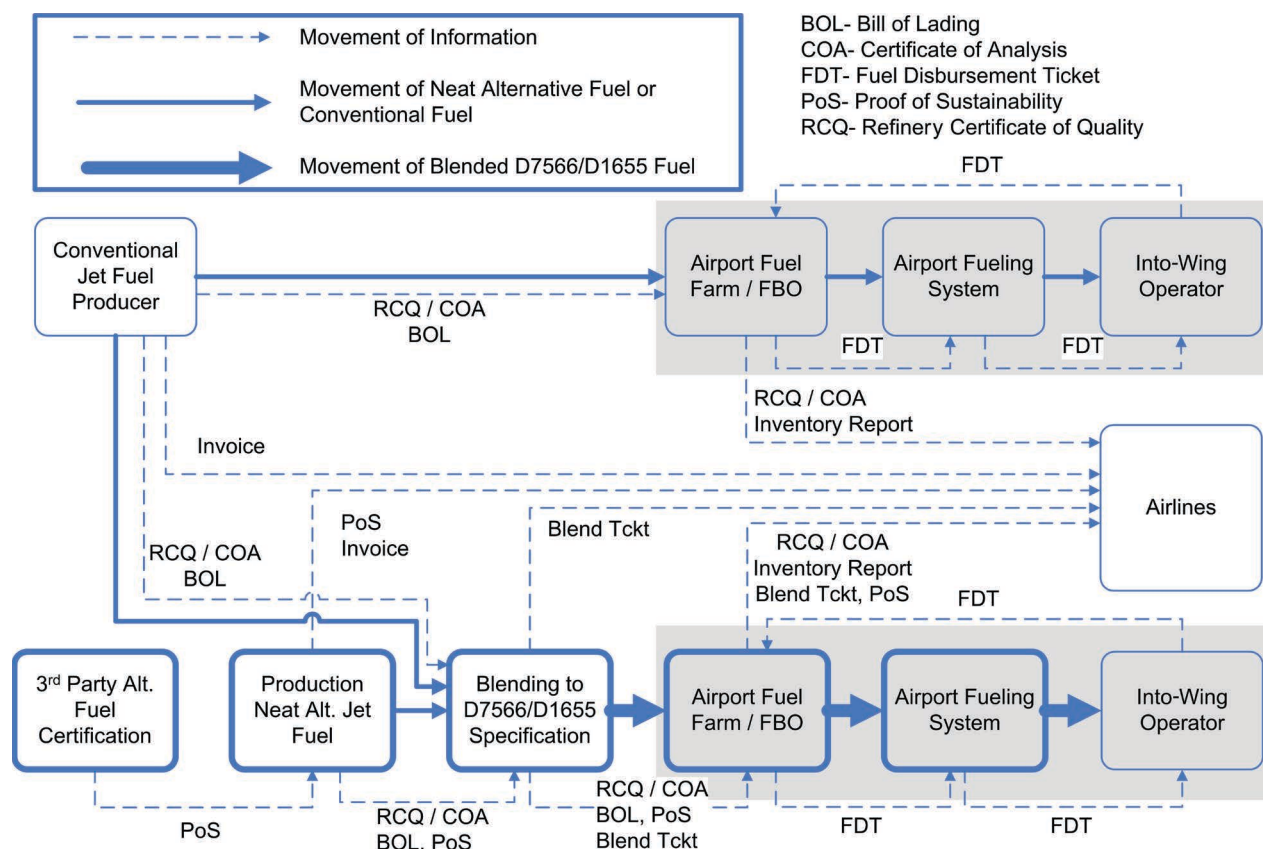 Movement of Information
Movement of Neat Alternative Fuel or
Conventional Fuel
Movement of Blended D7566/D1655 Fuel
BOL- Bill of Lading
COA- Certificate of Analysis
FDT- Fuel Disbursement Ticket
PoS- Proof of Sustainability
RCQ- Refinery Certificate of Quality
FDT
Conventional
Jet Fuel
Producer
RCQ / COA
BOL
Airport Fuel
Farm / FBO
Airport Fueling
System
Into-Wing
Operator
FDT
FDT
RCQ / COA
Inventory Report
Invoice
Airlines
PoS
Invoice
Blend Tckt
RCQ / COA
BOL
RCQ / COA
Inventory Report
Blend Tckt, PoS
FDT
3rd Party Alt.
Fuel
Certification
Production
Neat Alt. Jet
Fuel
Blending to
D7566/D1655
Specification
Airport Fuel
Farm / FBO
Airport Fueling
System
Into-Wing
Operator
PoS
RCQ / COA
BOL, PoS
RCQ / COA
BOL, PoS
Blend Tckt
FDT
FDT